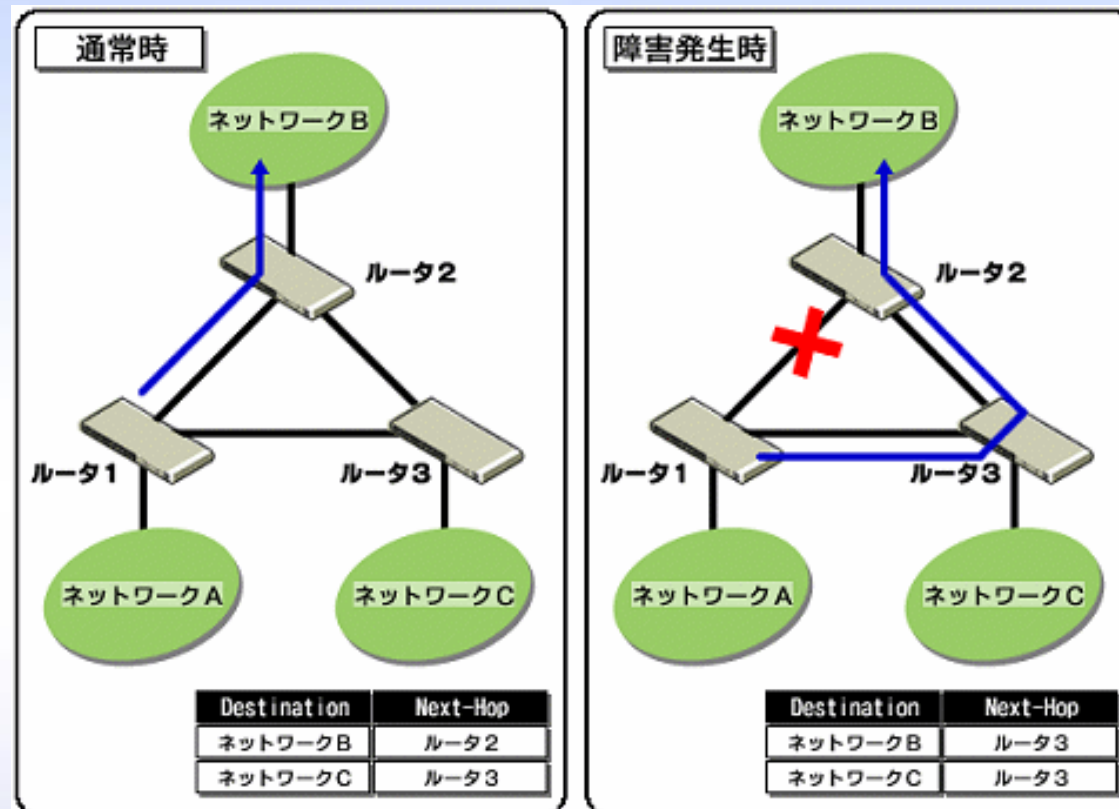 通常時
ネットワークB
ルータ2
ルータ1
ルータ3
ネットワークA
ネットワークC
Destination Next-Hop
ネットワークB ルータ2
ネットワークC ルータ3
障害発生時
ネットワークB
ルータ2
ルータ1
ルータ3
ネットワークA
ネットワークC
Destination Next-Hop
ネットワークB ルータ3
ネットワークC ルータ3